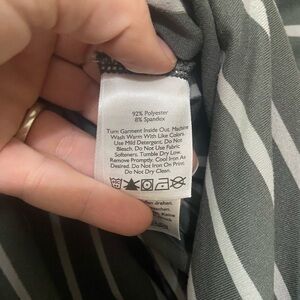 92% Polyester
8% Spandex
Turn Garment Inside Out. Machine
Wash Warm With Like Colors.
Use Mild Detergent. Do Not
Bleach. Do Not Use Fabric
Softeners. Tumble Dry Low.
Remove Promptly. Cool Iron As
Desired. Do Not Iron On Print.
Do Not Dry Clean.
drehen.
Keine